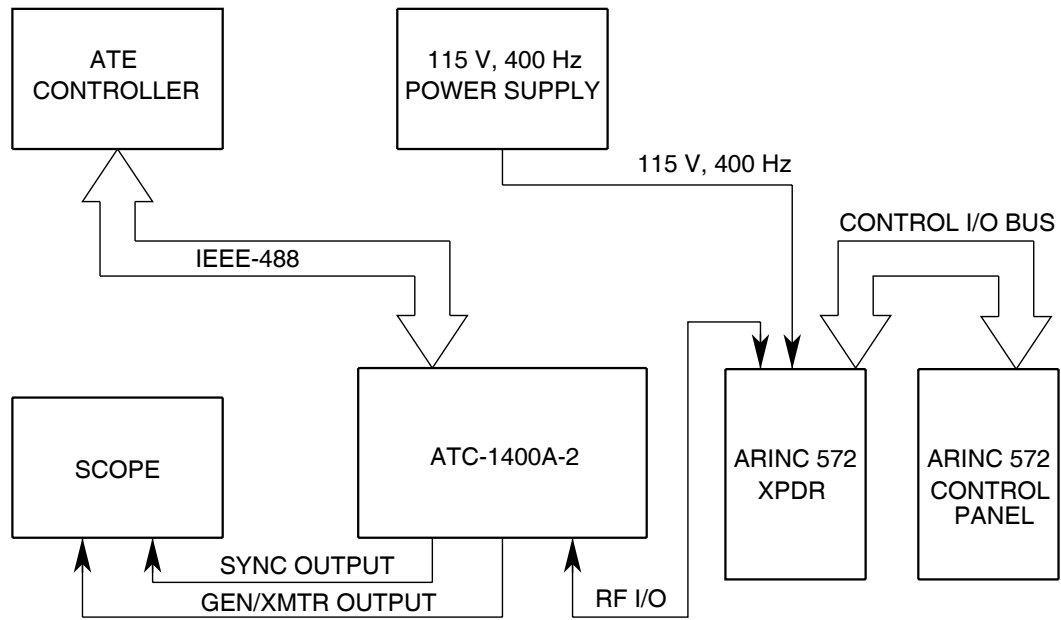 ATE
CONTROLLER
115 V, 400 Hz
POWER SUPPLY
115 V, 400 Hz
CONTROL I/O BUS
IEEE-488
SCOPE
ATC-1400A-2
ARINC 572
XPDR
ARINC 572
CONTROL
PANEL
SYNC OUTPUT
GEN/XMTR OUTPUT
RF I/O